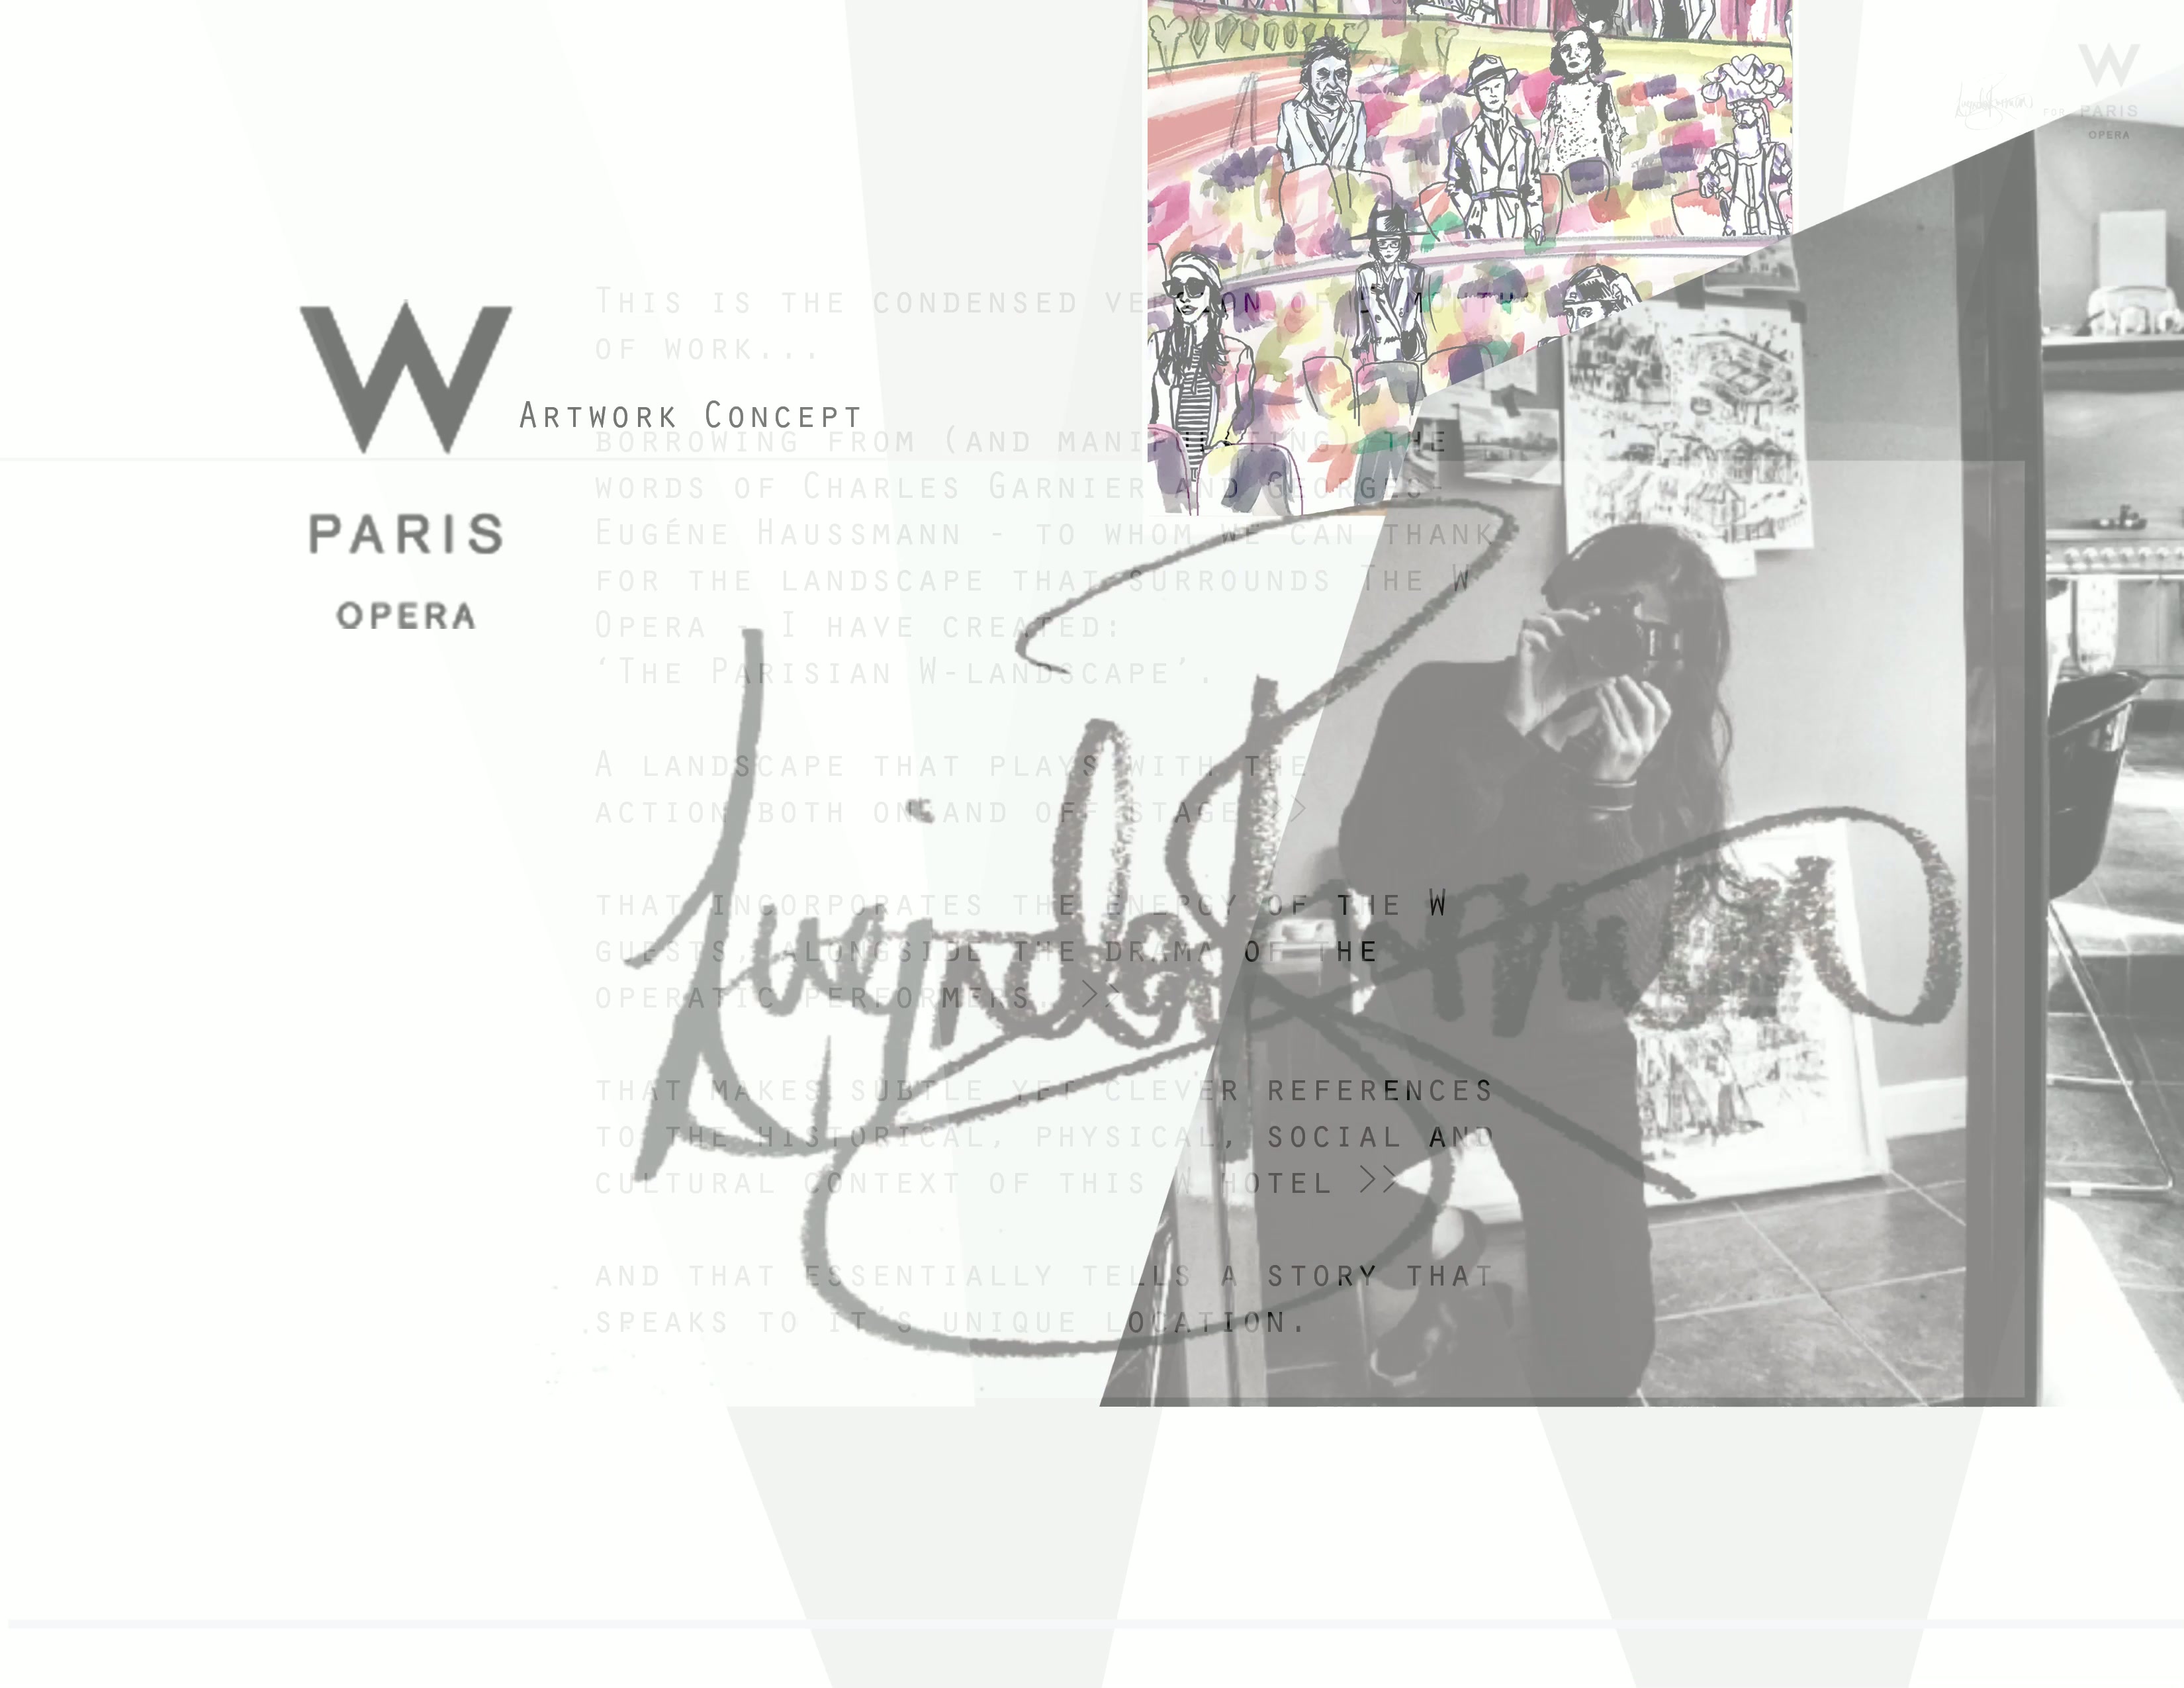 W
PARIS
OPERA
Artwork Concept
This is the condensed version of months
of work...
borrowing from (and manipulating) the
words of Charles Garnier and Georges-
Eugéne Haussmann - to whom we can thank
for the landscape that surrounds the W
Opera - I have created:
‘The Parisian W-landscape’.
A landscape that plays with the
action both on and off stage >>
that incorporates the energy of the W
guests, alongside the drama of the
operatic performers. >>
that makes subtle yet clever references
to the historical, physical, social and
cultural context of this W hotel >>
and that essentially tells a story that
speaks to it's unique location.
FOR
W
PARIS
OPERA